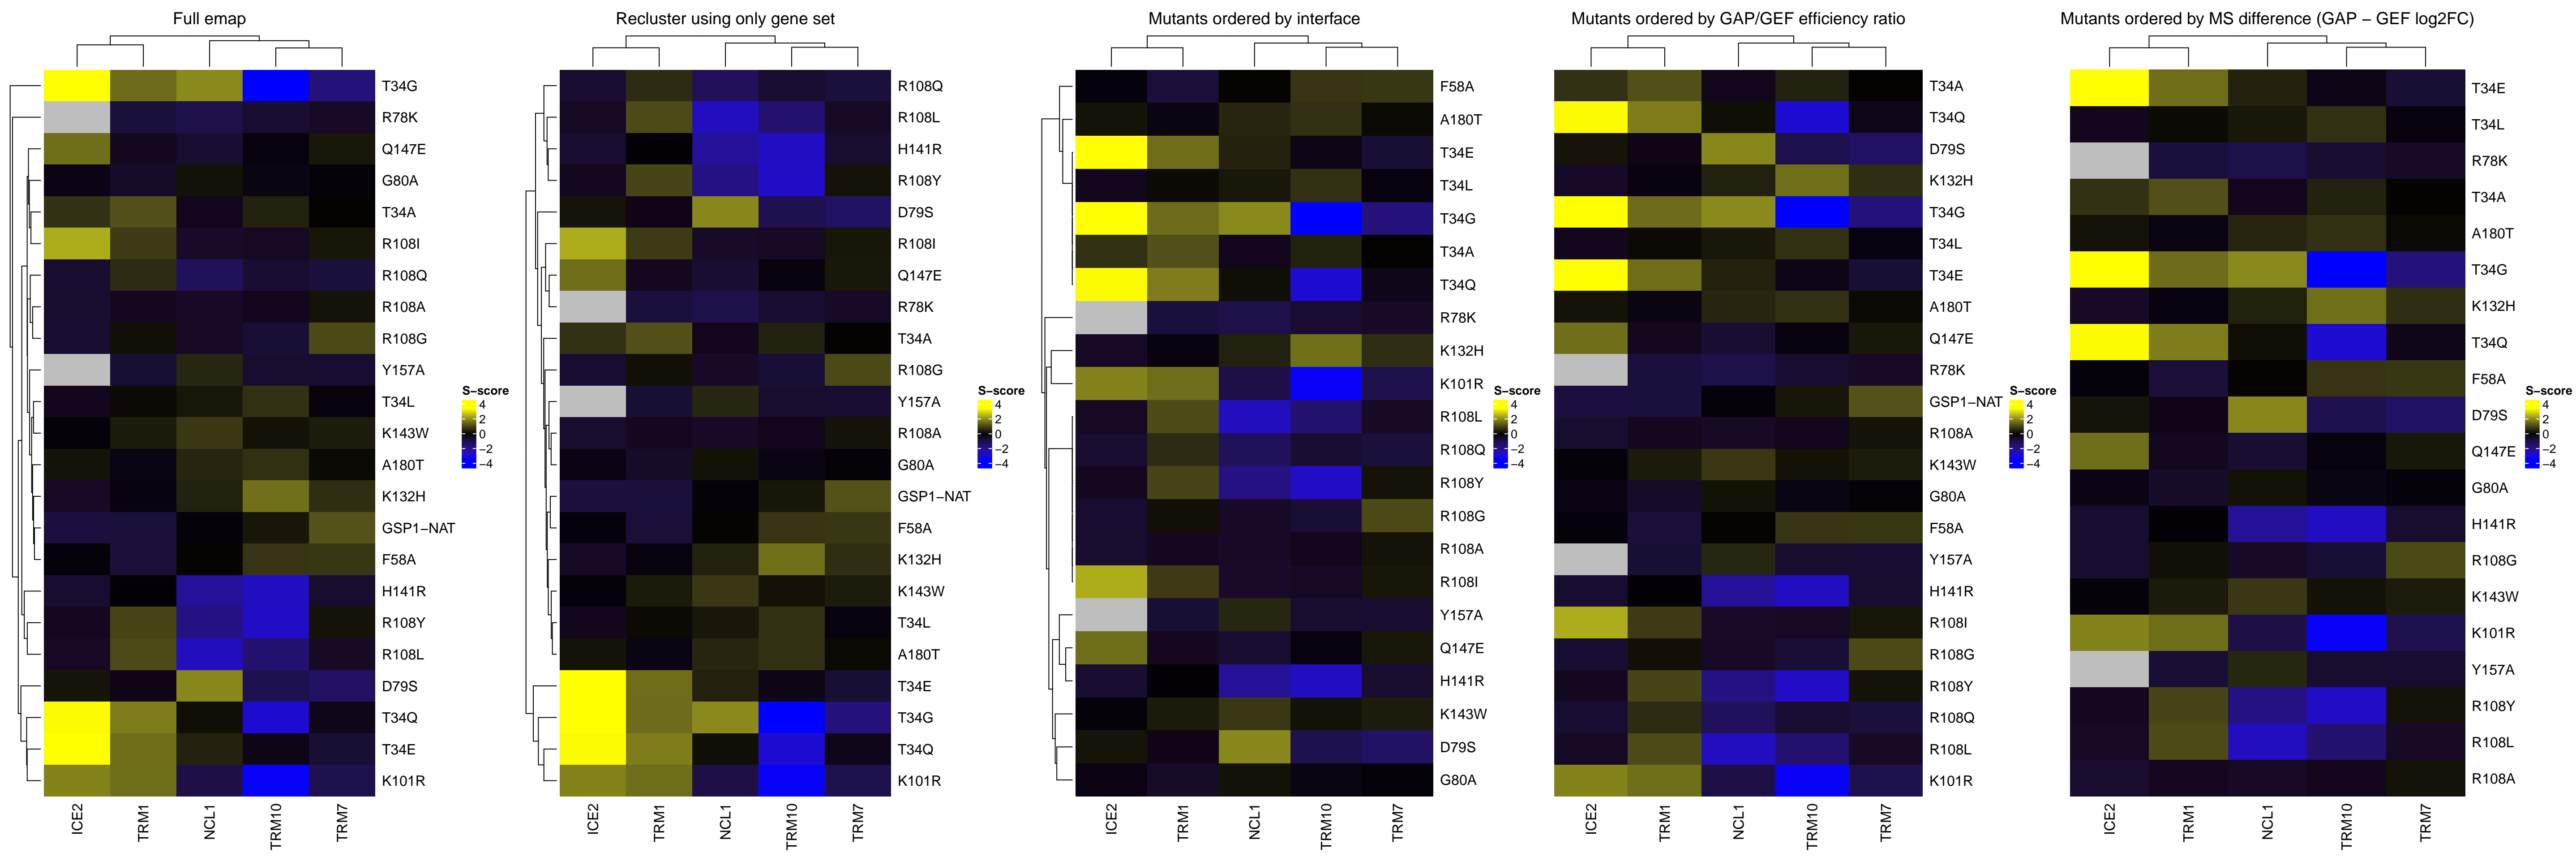 Full emap
T34G
R78K
Q147E
G80A
T34A
R108I
R108Q
R108A
R108G
Y157A
T34L
K143W
A180T
K132H
GSP1−NAT
F58A
H141R
R108Y
R108L
D79S
T34Q
T34E
K101R
ICE2
TRM1
NCL1
TRM10
TRM7
S−score
4
2
0
−2
−4
Recluster using only gene set
R108Q
R108L
H141R
R108Y
D79S
R108I
Q147E
R78K
T34A
R108G
Y157A
R108A
G80A
GSP1−NAT
F58A
K132H
K143W
T34L
A180T
T34E
T34G
T34Q
K101R
ICE2
TRM1
NCL1
TRM10
TRM7
S−score
4
2
0
−2
−4
Mutants ordered by interface
F58A
A180T
T34E
T34L
T34G
T34A
T34Q
R78K
K132H
K101R
R108L
R108Q
R108Y
R108G
R108A
R108I
Y157A
Q147E
H141R
K143W
D79S
G80A
ICE2
TRM1
NCL1
TRM10
TRM7
S−score
4
2
0
−2
−4
Mutants ordered by GAP/GEF efficiency ratio
T34A
T34Q
D79S
K132H
T34G
T34L
T34E
A180T
Q147E
R78K
GSP1−NAT
R108A
K143W
G80A
F58A
Y157A
H141R
R108I
R108G
R108Y
R108Q
R108L
K101R
ICE2
TRM1
NCL1
TRM10
TRM7
S−score
4
2
0
−2
−4
Mutants ordered by MS difference (GAP − GEF log2FC)
T34E
T34L
R78K
T34A
A180T
T34G
K132H
T34Q
F58A
D79S
Q147E
G80A
H141R
R108G
K143W
K101R
Y157A
R108Y
R108L
R108A
ICE2
TRM1
NCL1
TRM10
TRM7
S−score
4
2
0
−2
−4